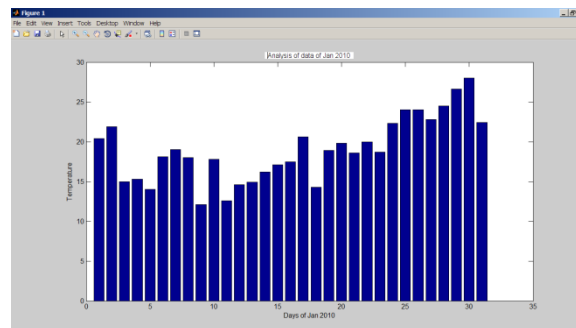 Figure 1
File Edit View Insert Tools Desktop Window Help
Analysis of data of Jan 2010
30
25
20
15
10
5
0
Temperature
0 5 10 15 20 25 30 35
Days of Jan 2010